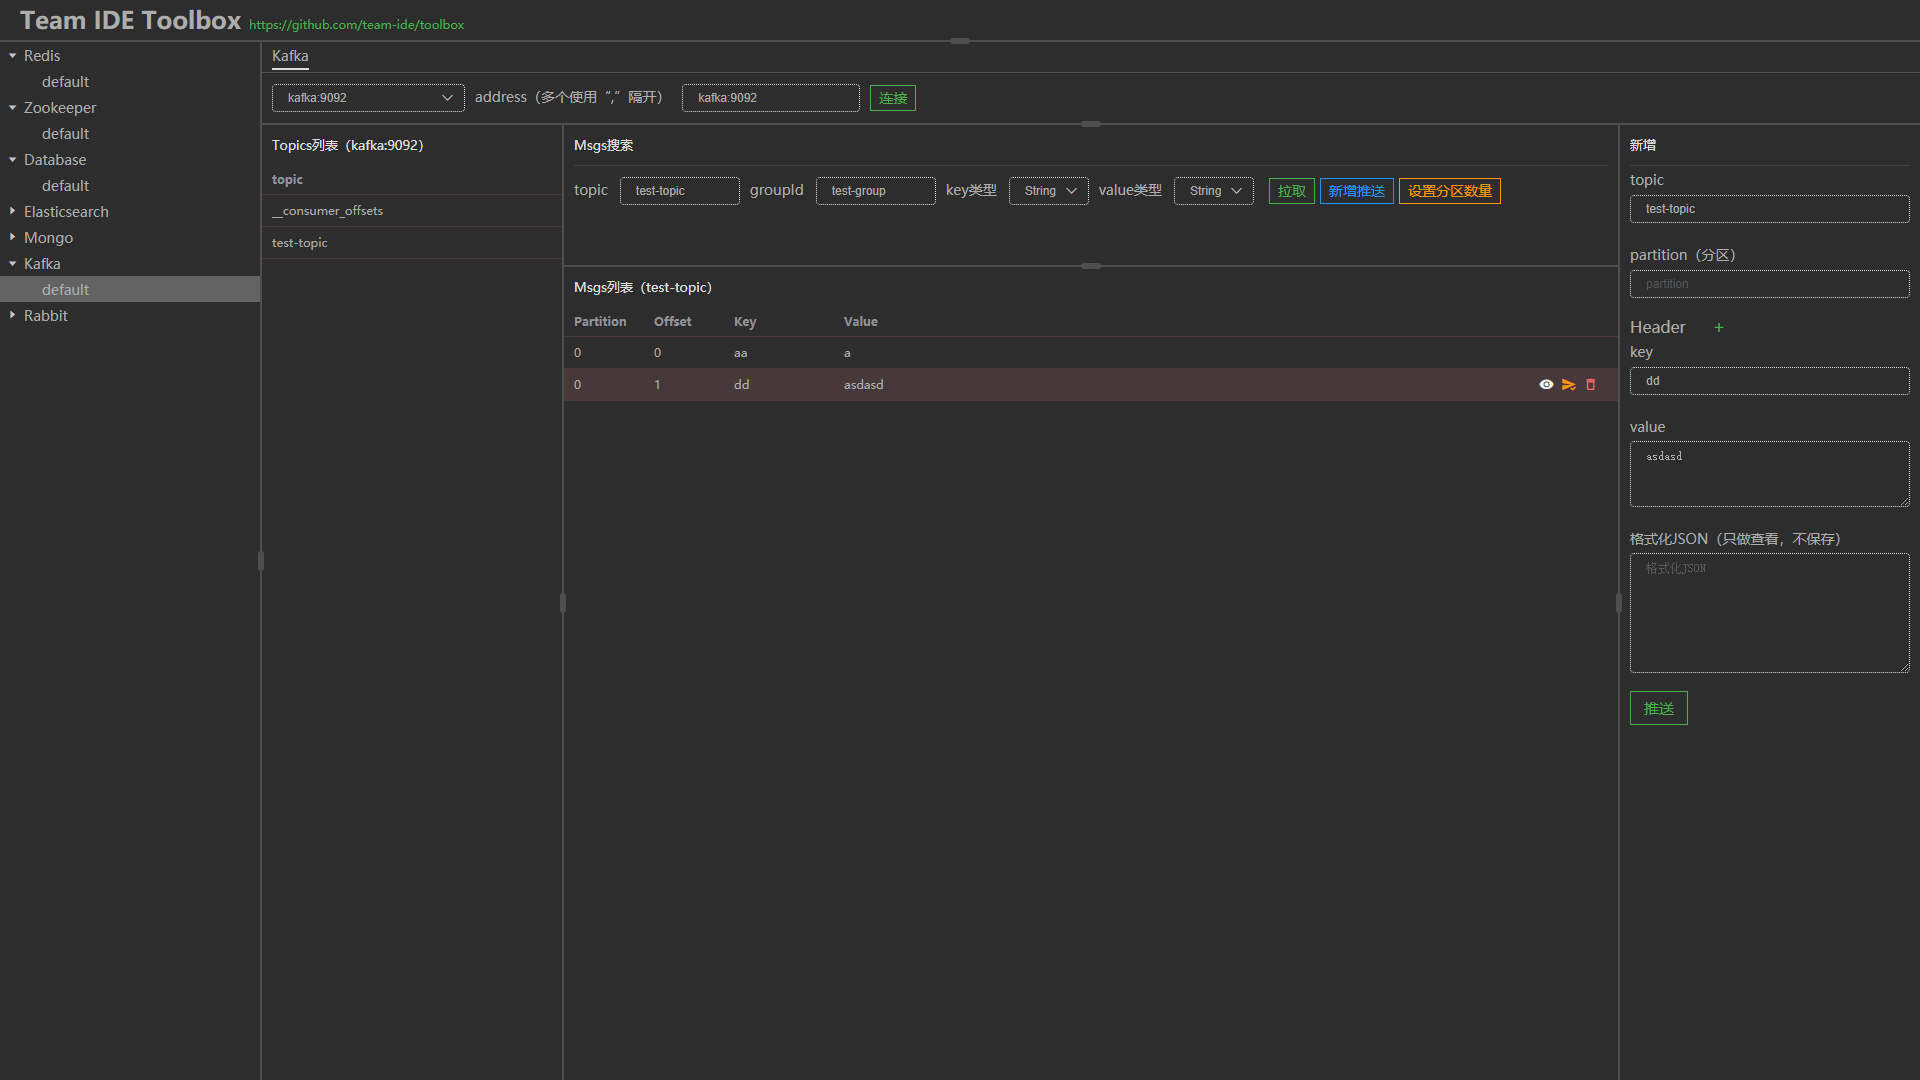 Team IDE Toolbox https://github.com/team-ide/toolbox
Redis
default
Zookeeper
default
Database
default
Elasticsearch
Mongo
Kafka
default
Rabbit
Kafka
kafka:9092 address（多个使用“,”隔开） kafka:9092 连接
Topics列表（kafka:9092）
topic
__consumer_offsets
test-topic
Msgs搜索
topic test-topic groupId test-group key类型 String value类型 String 拉取 新增推送 设置分区数量
Msgs列表（test-topic）
Partition Offset Key Value
0 0 aa a
0 1 dd asdasd
新增
topic
test-topic
partition（分区）
partition
Header +
key
dd
value
asdasd
格式化JSON（只做查看，不保存）
格式化JSON
推送